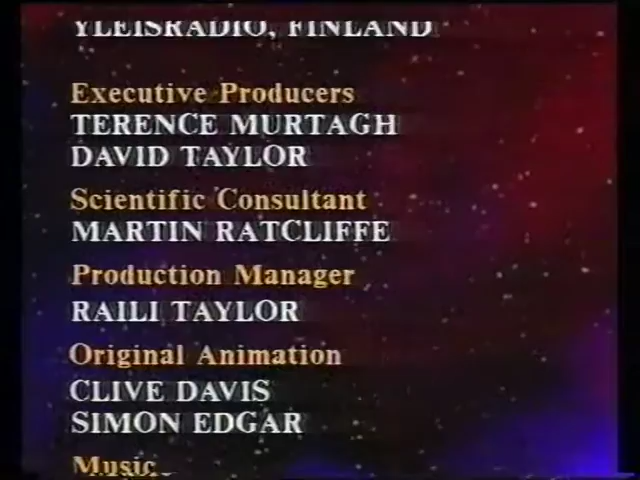 YLEISRADIO, FINLAND
Executive Producers
TERENCE MURTAGH
DAVID TAYLOR
Scientific Consultant
MARTIN RATCLIFFE
Production Manager
RAILI TAYLOR
Original Animation
CLIVE DAVIS
SIMON EDGAR
Music